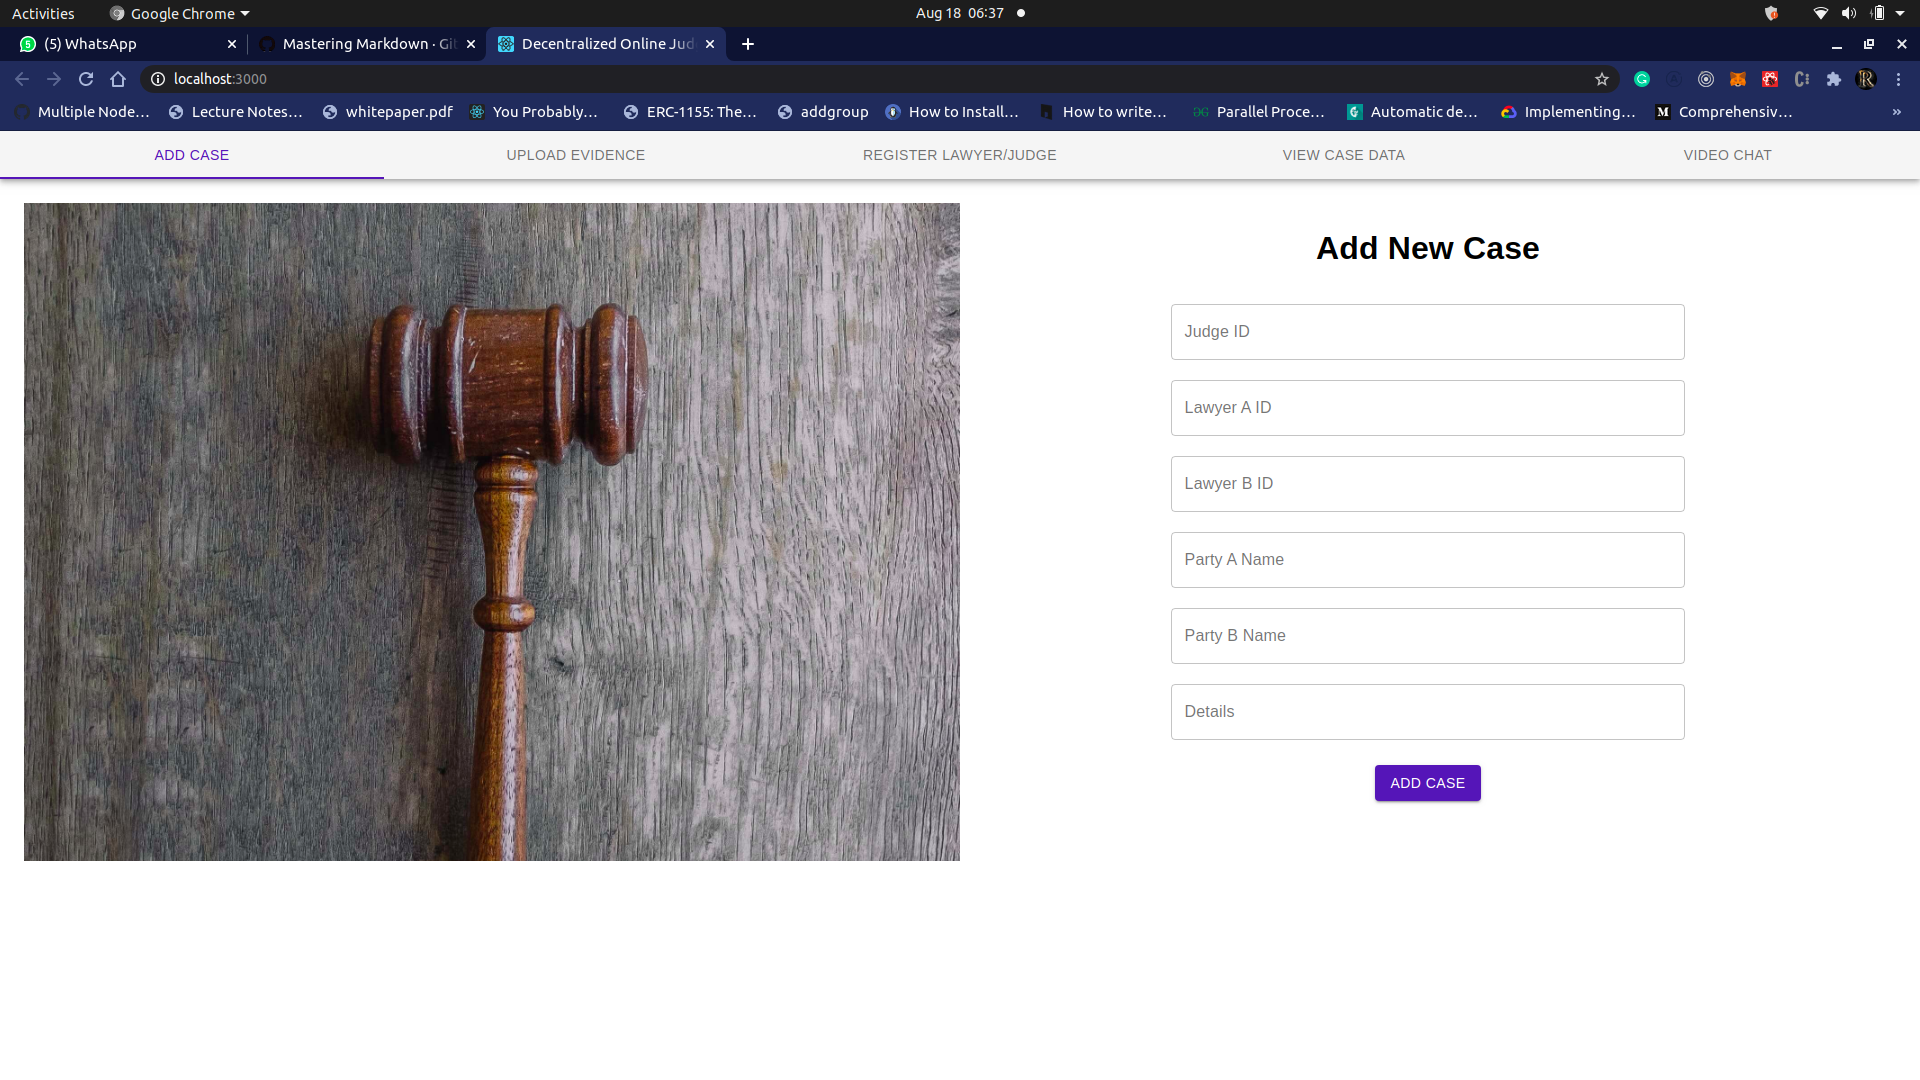 Activities Google Chrome Aug 18 06:37
(5) WhatsApp Mastering Markdown · Git Decentralized Online Jud
localhost:3000
Multiple Node... Lecture Notes... whitepaper.pdf You Probably... ERC-1155: The... addgroup How to Install... How to write... Parallel Proce... Automatic de... Implementing... Comprehensiv... »
ADD CASE UPLOAD EVIDENCE REGISTER LAWYER/JUDGE VIEW CASE DATA VIDEO CHAT
Add New Case
Judge ID
Lawyer A ID
Lawyer B ID
Party A Name
Party B Name
Details
ADD CASE